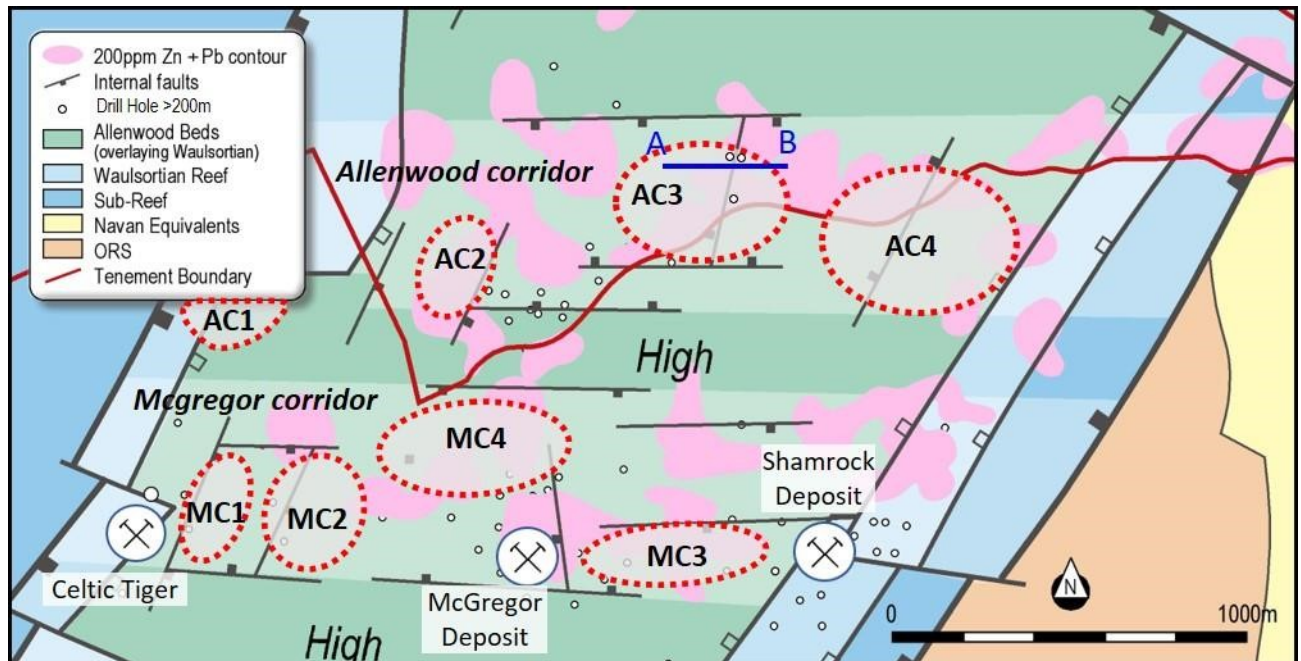 200ppm Zn + Pb contour
Internal faults
Drill Hole >200m
Allenwood Beds
(overlaying Waulsortian)
Waulsortian Reef
Sub-Reef
Navan Equivalents
ORS
Tenement Boundary
A
B
Allenwood corridor
AC3
AC2
AC4
AC1
High
Mcgregor corridor
MC4
Shamrock
Deposit
MC1
MC2
MC3
Celtic Tiger
McGregor
Deposit
N
0
1000m
High